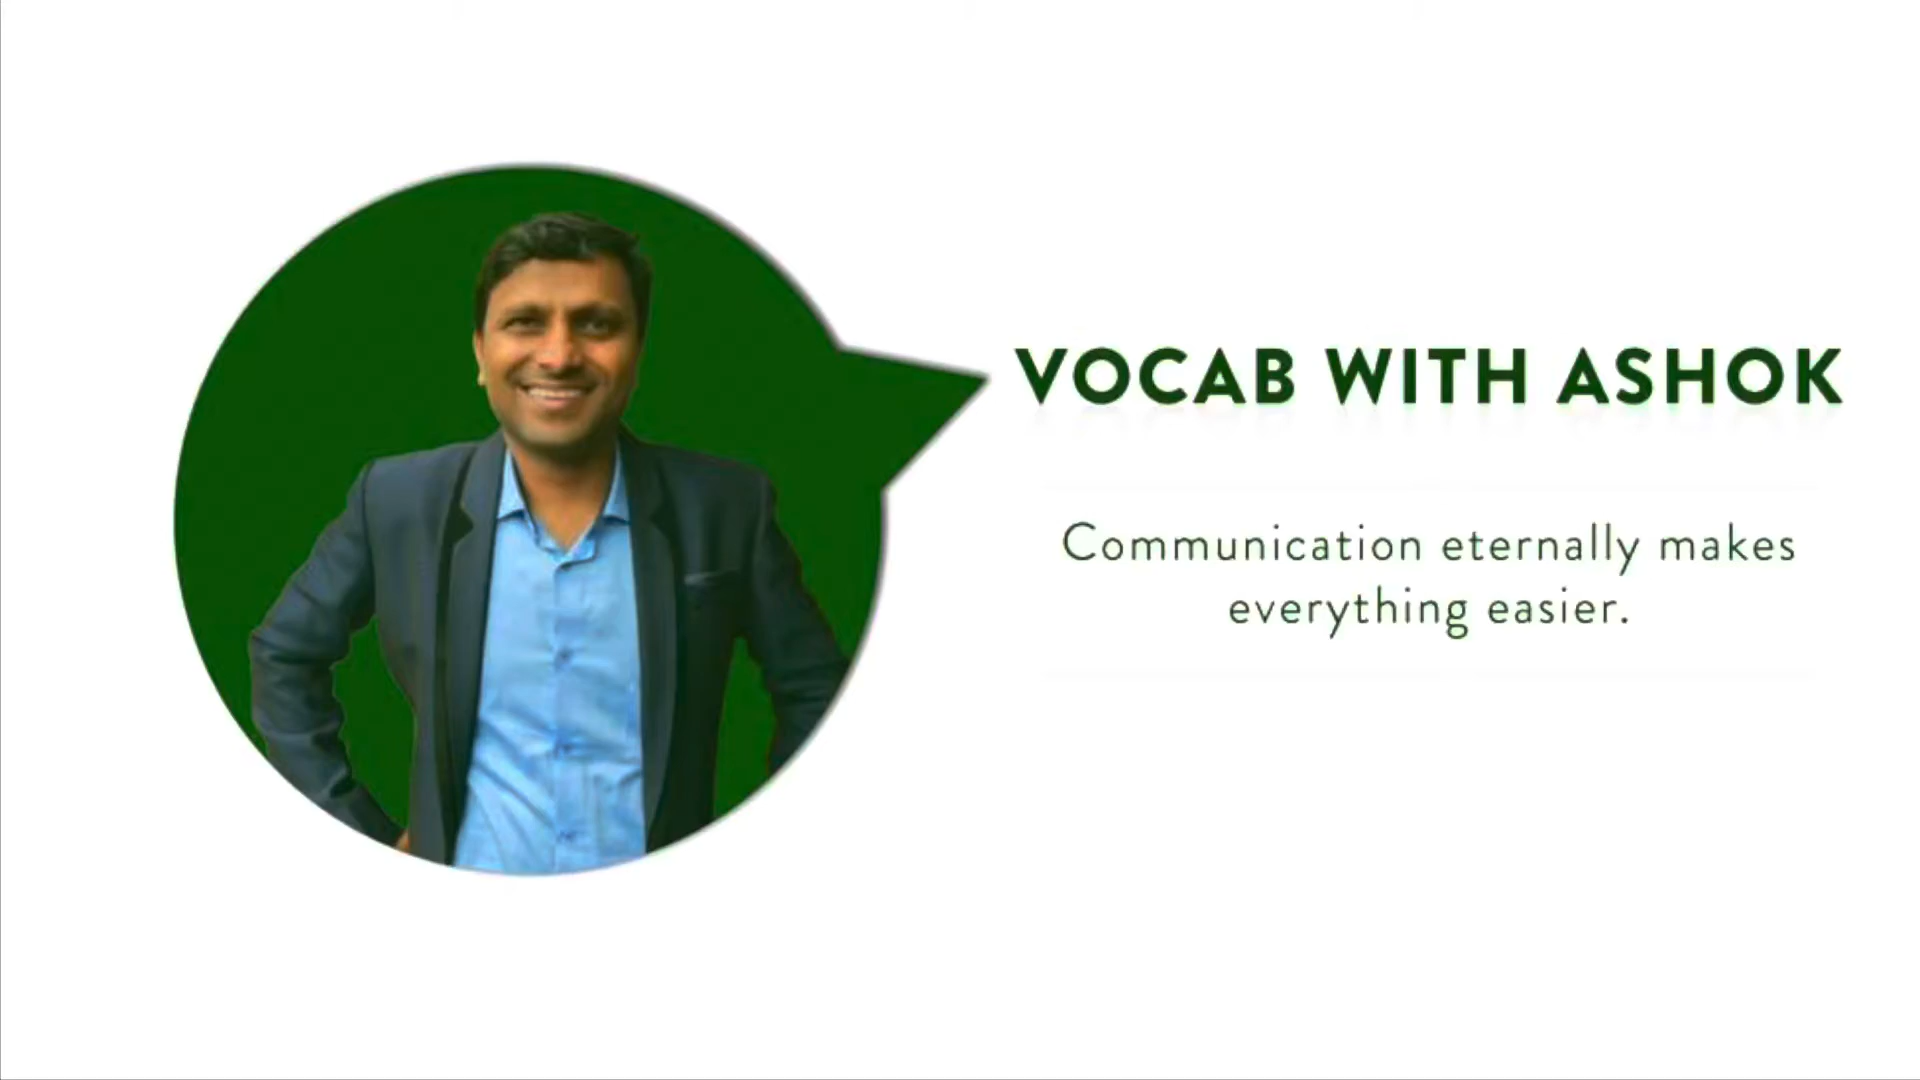 VOCAB WITH ASHOK
Communication eternally makes
everything easier.